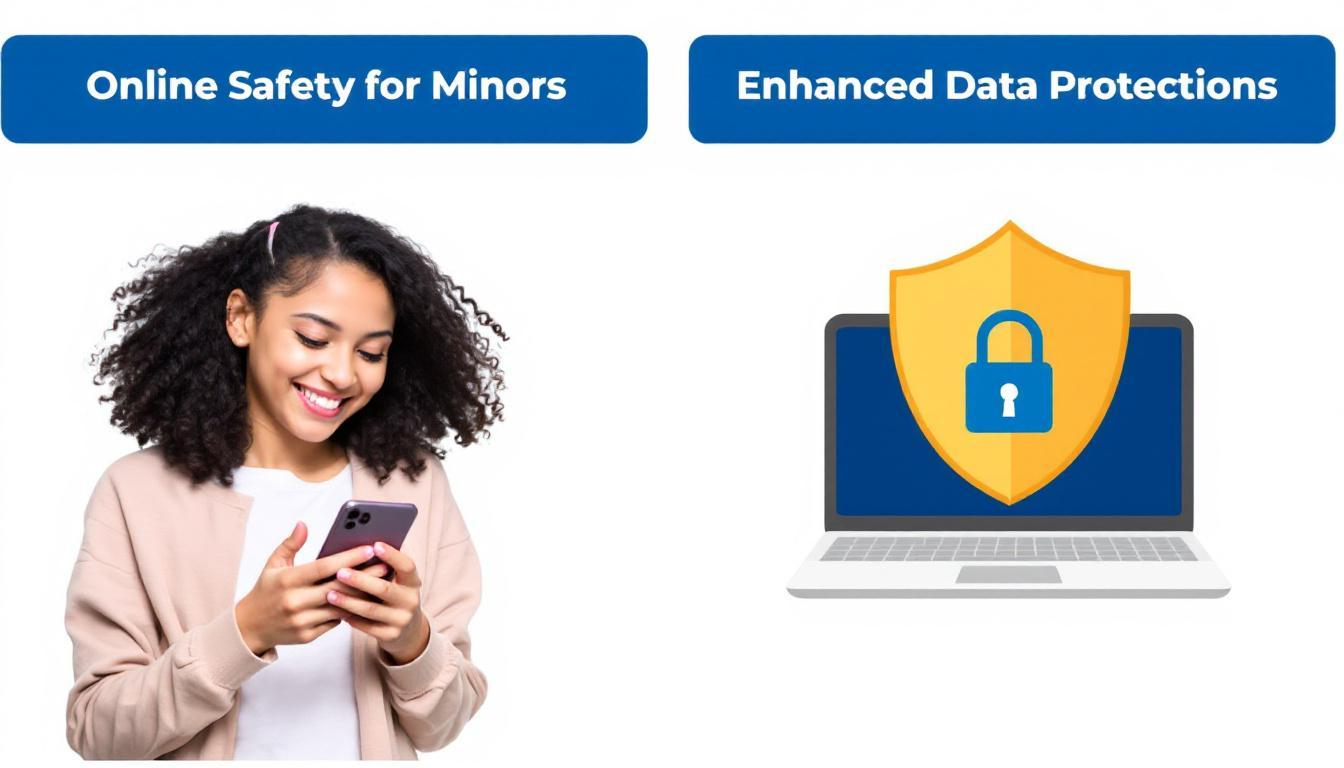 Online Safety for Minors
Enhanced Data Protections